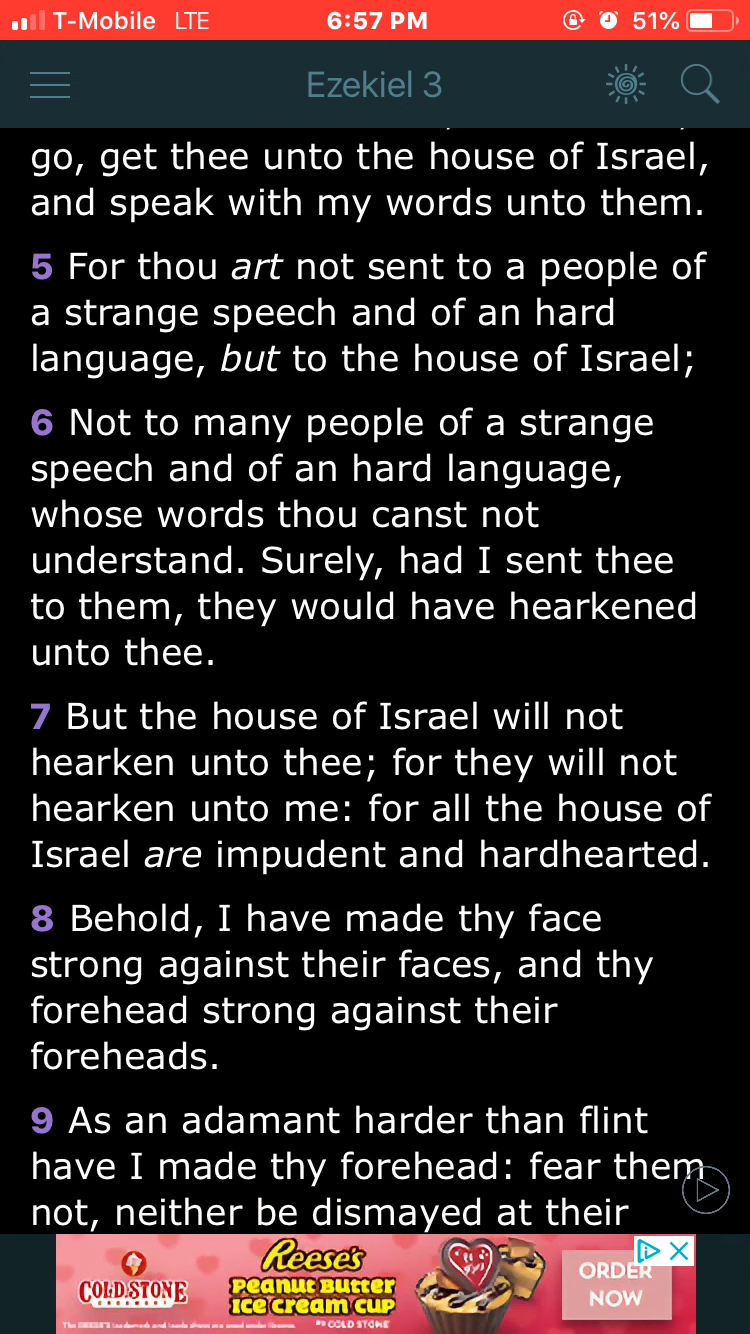 T-Mobile LTE 6:57 PM 51%
Ezekiel 3
go, get thee unto the house of Israel,
and speak with my words unto them.
5 For thou art not sent to a people of
a strange speech and of an hard
language, but to the house of Israel;
6 Not to many people of a strange
speech and of an hard language,
whose words thou canst not
understand. Surely, had I sent thee
to them, they would have hearkened
unto thee.
7 But the house of Israel will not
hearken unto thee; for they will not
hearken unto me: for all the house of
Israel are impudent and hardhearted.
8 Behold, I have made thy face
strong against their faces, and thy
forehead strong against their
foreheads.
9 As an adamant harder than flint
have I made thy forehead: fear them
not, neither be dismayed at their
COLD STONE
CREAMERY
Reese's
Peanut Butter
Ice Cream Cup
BY COLD STONE
ORDER
NOW